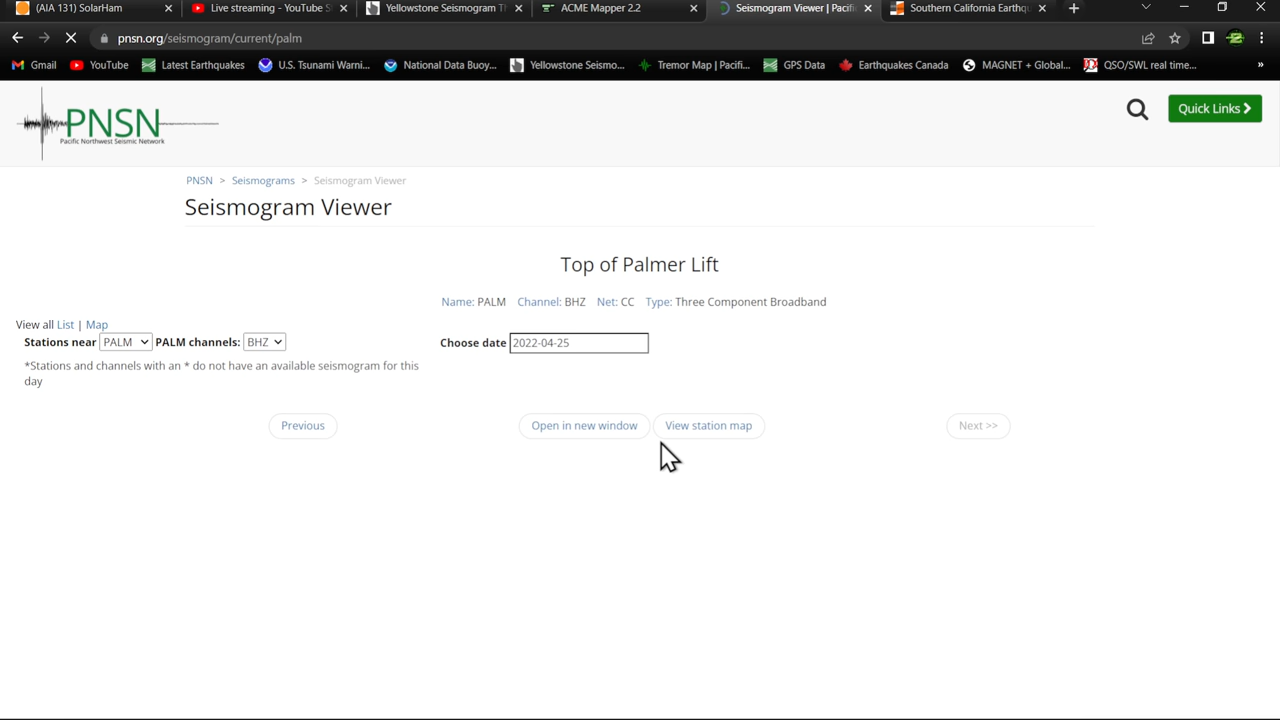 (AIA 131) SolarHam
Live streaming - YouTube S
Yellowstone Seismogram T
ACME Mapper 2.2
Seismogram Viewer | Pacifi
Southern California Earthqu
pnsn.org/seismogram/current/palm
Gmail
YouTube
Latest Earthquakes
U.S. Tsunami Warni...
National Data Buoy...
Yellowstone Seismo...
Tremor Map | Pacifi...
GPS Data
Earthquakes Canada
MAGNET + Global...
QSO/SWL real time...
»
PNSN
Pacific Northwest Seismic Network
Quick Links
PNSN > Seismograms > Seismogram Viewer
Seismogram Viewer
Top of Palmer Lift
Name: PALM Channel: BHZ Net: CC Type: Three Component Broadband
View all List | Map
Stations near PALM PALM channels: BHZ
Choose date 2022-04-25
*Stations and channels with an * do not have an available seismogram for this
day
Previous
Open in new window
View station map
Next >>